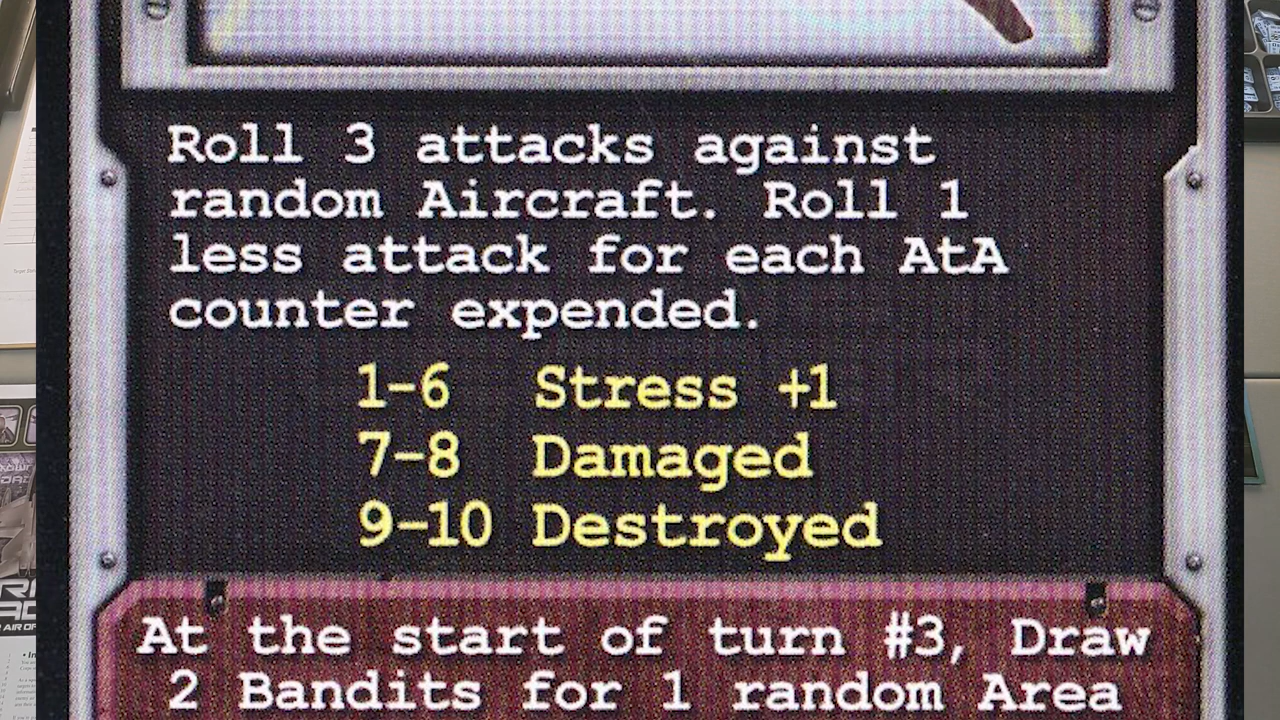 Roll 3 attacks against
random Aircraft. Roll 1
less attack for each AtA
counter expended.
1-6 Stress +1
7-8 Damaged
9-10 Destroyed
At the start of turn #3, Draw
2 Bandits for 1 random Area